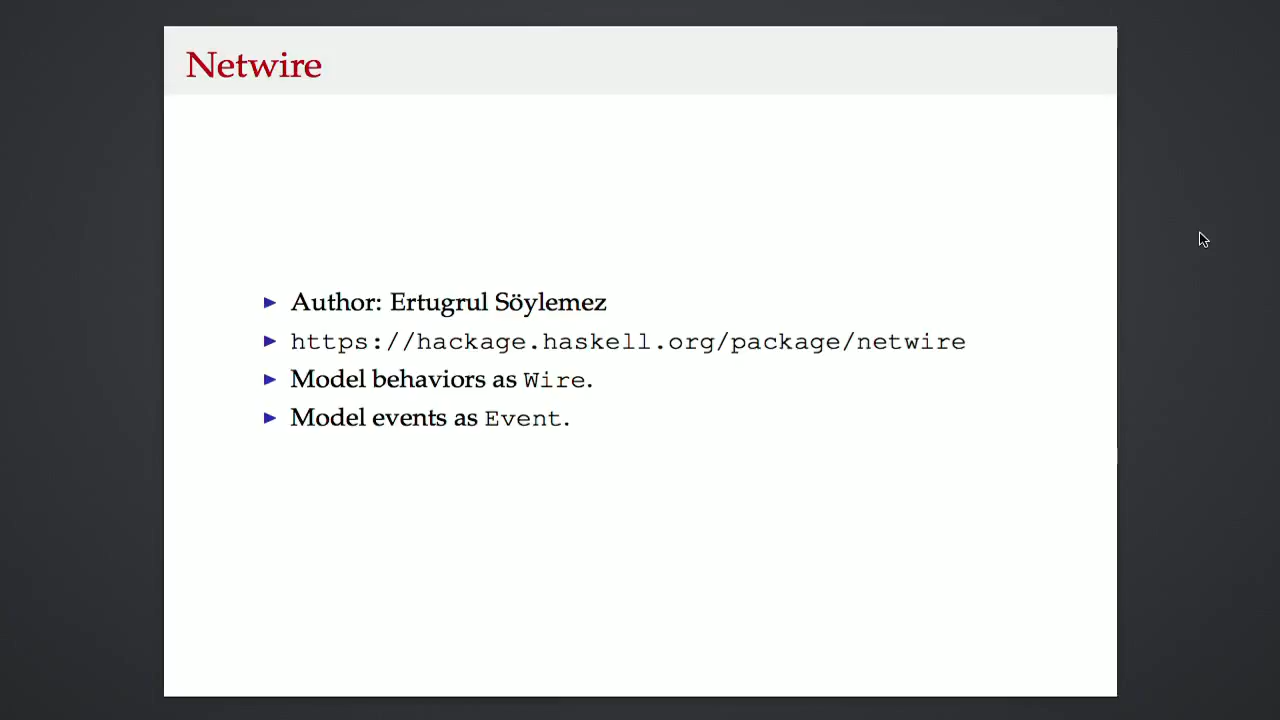 Netwire
► Author: Ertugrul Söylemez
► https://hackage.haskell.org/package/netwire
► Model behaviors as Wire.
► Model events as Event.